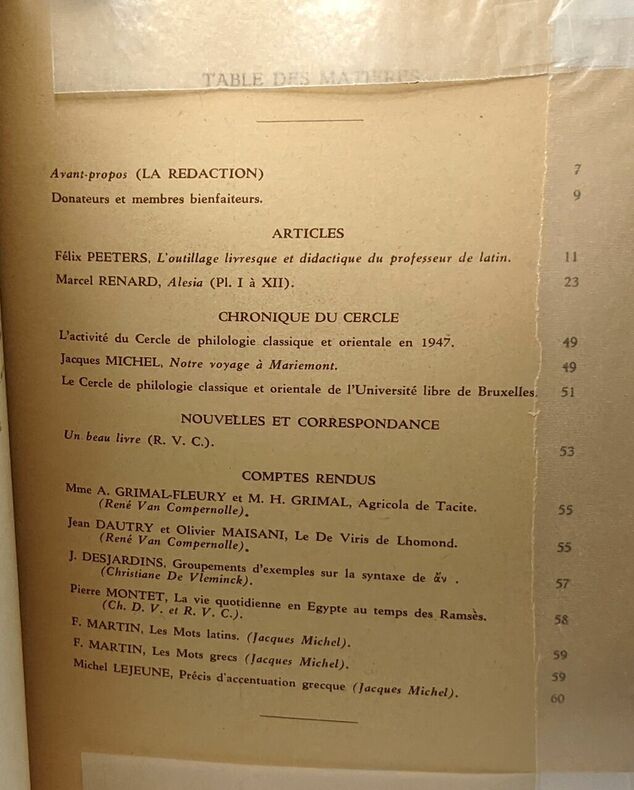 TABLE DES MATIERES
Avant-propos (LA REDACTION) 7
Donateurs et membres bienfaiteurs. 9
ARTICLES
Félix PEETERS, L'outillage livresque et didactique du professeur de latin. 11
Marcel RENARD, Alesia (Pl. I à XII). 23
CHRONIQUE DU CERCLE
L'activité du Cercle de philologie classique et orientale en 1947. 49
Jacques MICHEL, Notre voyage à Mariemont. 49
Le Cercle de philologie classique et orientale de l'Université libre de Bruxelles. 51
NOUVELLES ET CORRESPONDANCE
Un beau livre (R. V. C.). 53
COMPTES RENDUS
Mme A. GRIMAL-FLEURY et M. H. GRIMAL, Agricola de Tacite.
(René Van Compernolle). 55
Jean DAUTRY et Olivier MAISANI, Le De Viris de Lhomond.
(René Van Compernolle). 55
J. DESJARDINS, Groupements d'exemples sur la syntaxe de ἄν .
(Christiane De Vleminck). 57
Pierre MONTET, La vie quotidienne en Egypte au temps des Ramsès.
(Ch. D. V. et R. V. C.). 58
F. MARTIN, Les Mots latins. (Jacques Michel). 59
F. MARTIN, Les Mots grecs (Jacques Michel). 59
Michel LEJEUNE, Précis d'accentuation grecque (Jacques Michel). 60